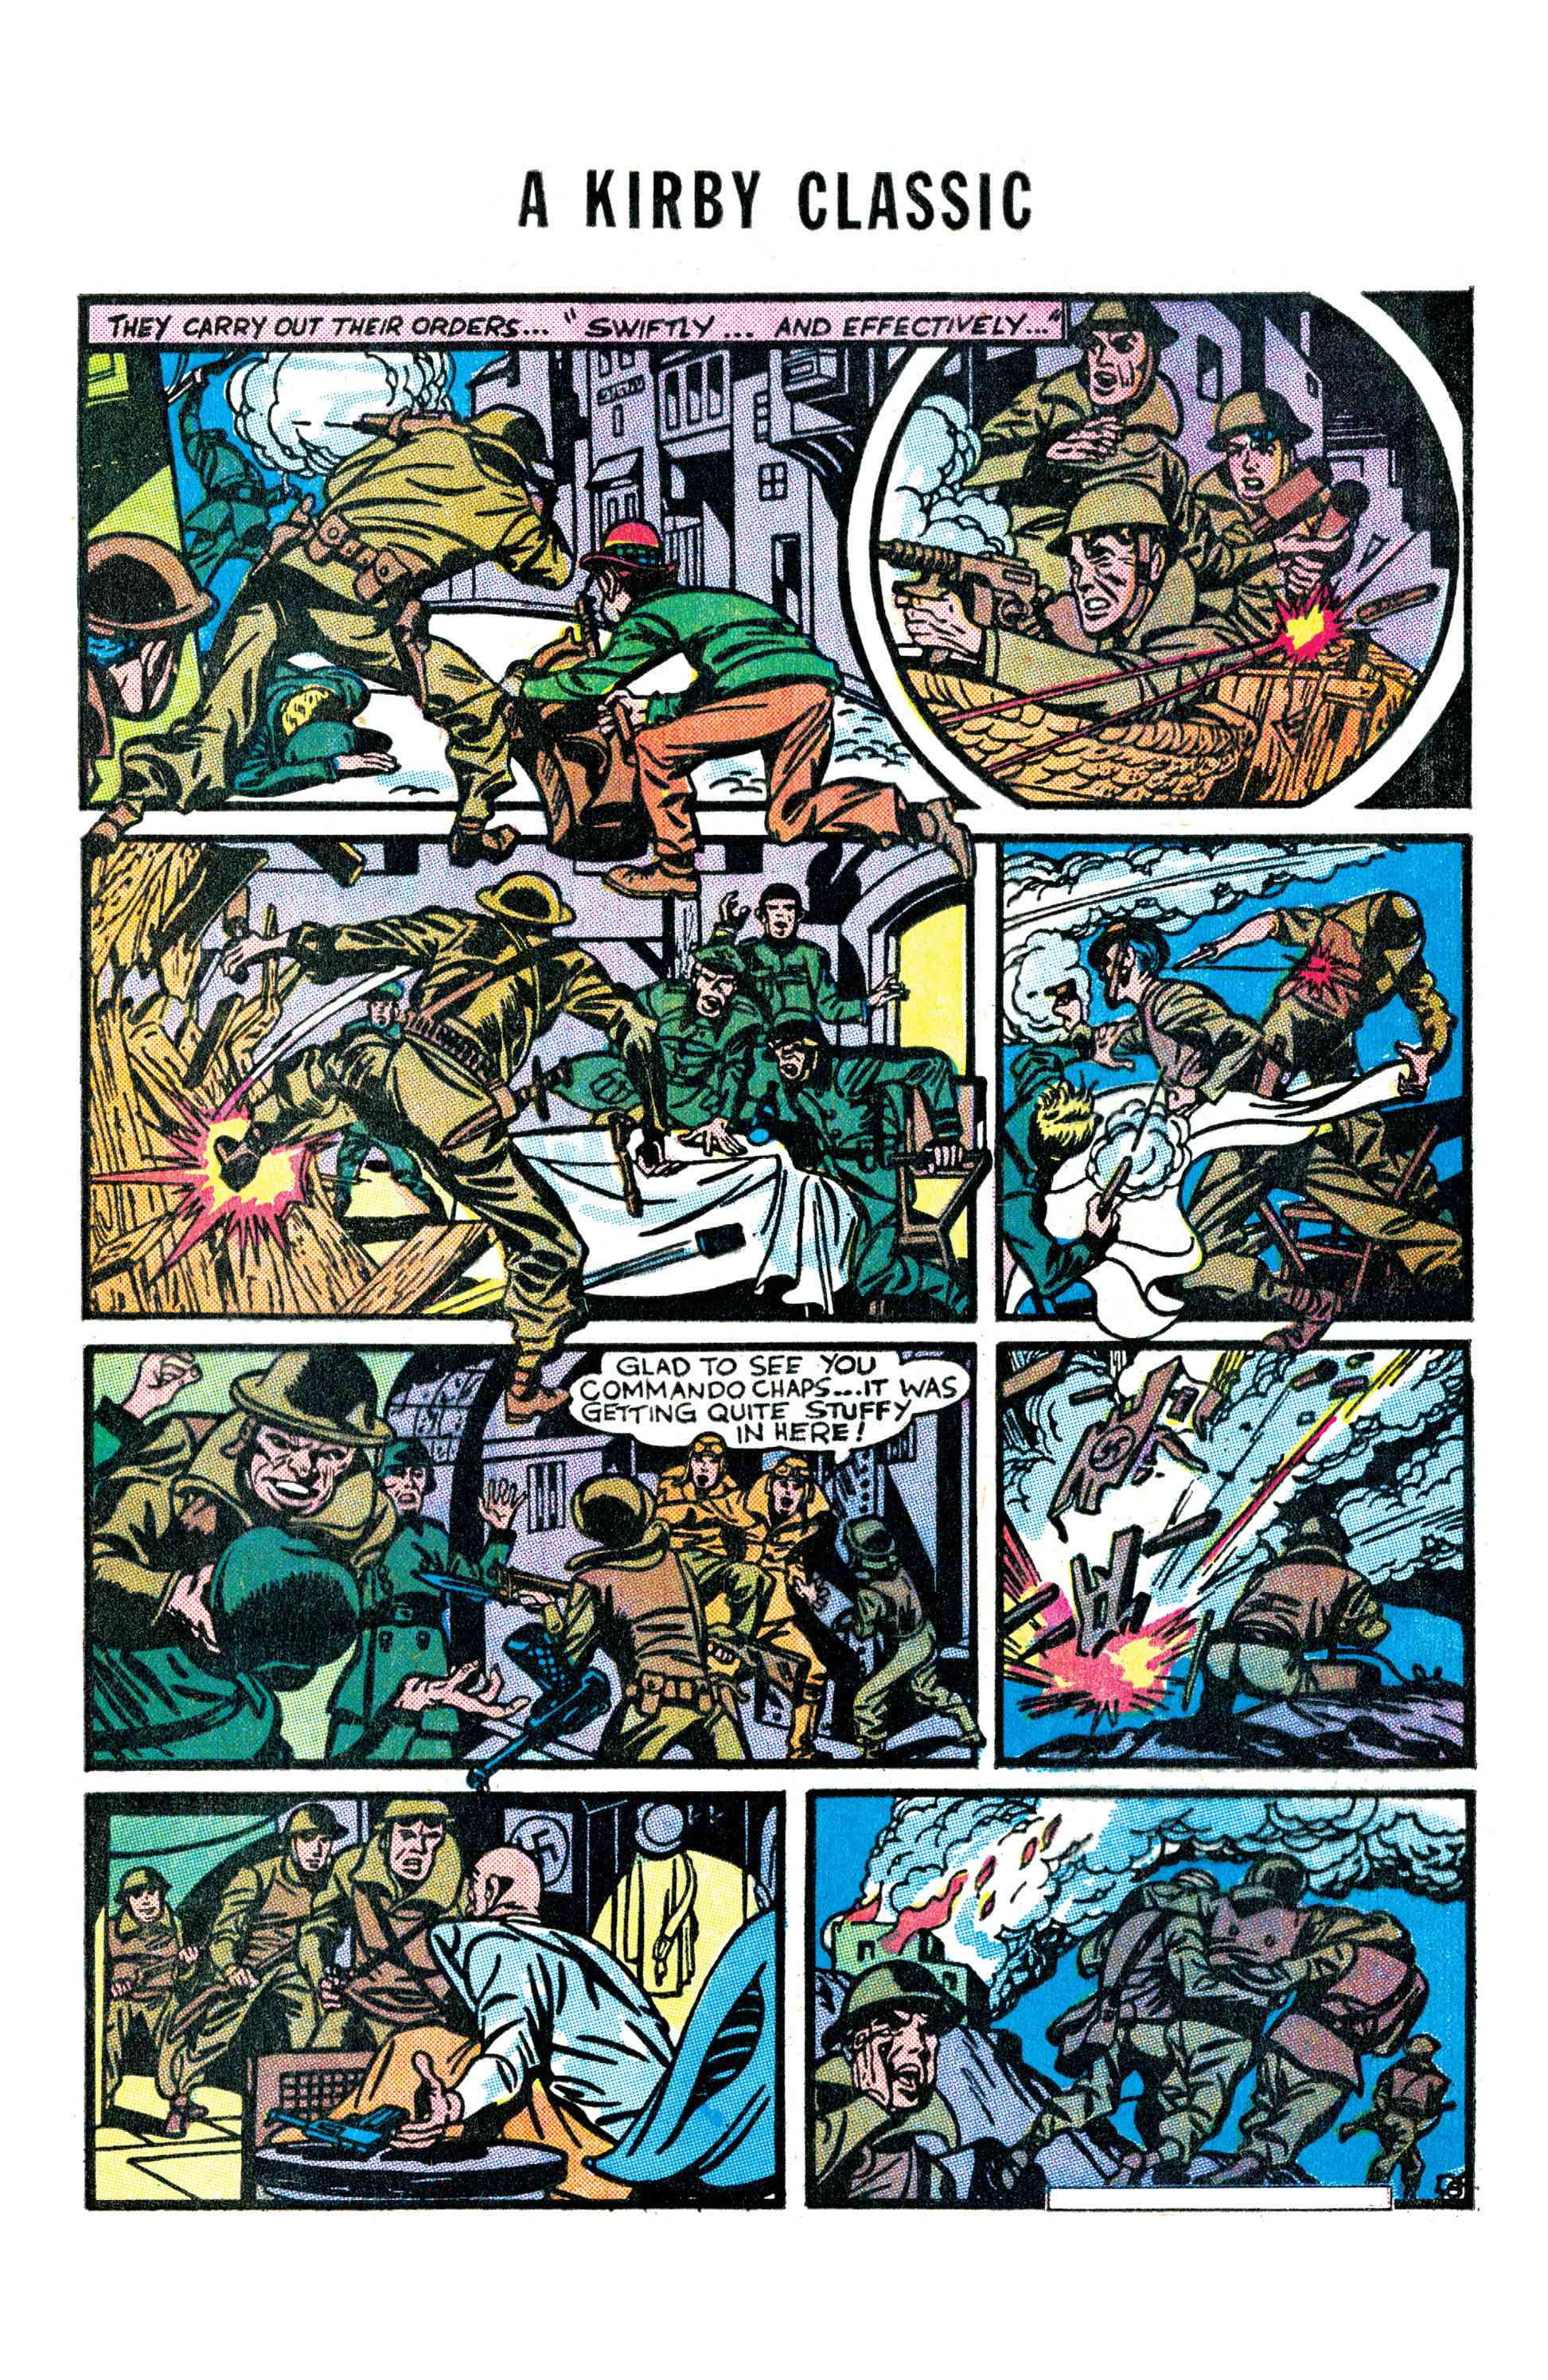 A KIRBY CLASSIC
THEY CARRY OUT THEIR ORDERS... "SWIFTLY... AND EFFECTIVELY..."
GLAD TO SEE YOU
COMMANDO CHAPS....IT WAS
GETTING QUITE STUFFY
IN HERE!